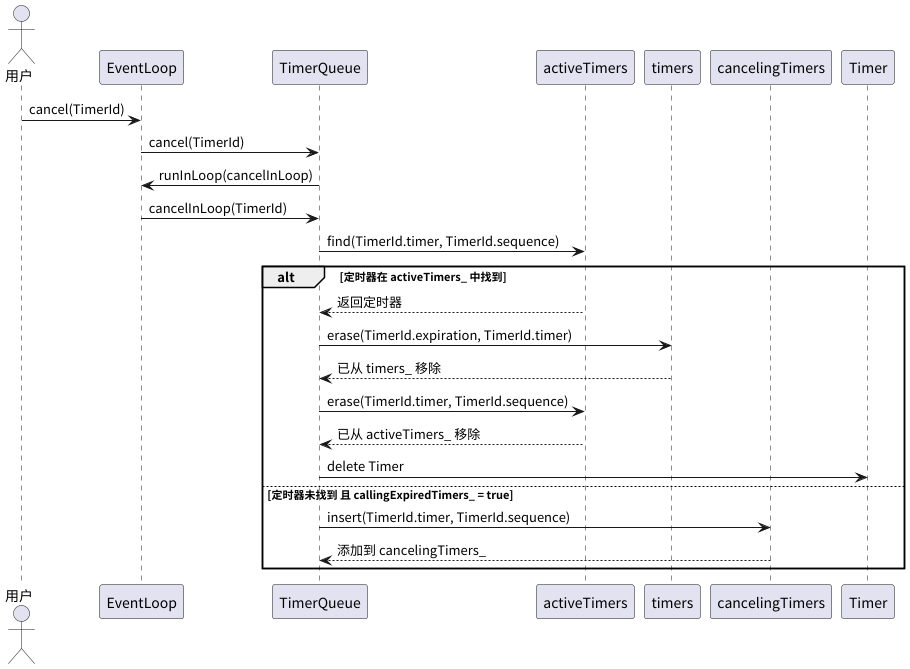 用户
EventLoop
TimerQueue
activeTimers
timers
cancelingTimers
Timer
cancel(TimerId)
cancel(TimerId)
runInLoop(cancelInLoop)
cancelInLoop(TimerId)
find(TimerId.timer, TimerId.sequence)
alt
[定时器在 activeTimers_ 中找到]
返回定时器
erase(TimerId.expiration, TimerId.timer)
已从 timers_ 移除
erase(TimerId.timer, TimerId.sequence)
已从 activeTimers_ 移除
delete Timer
[定时器未找到 且 callingExpiredTimers_ = true]
insert(TimerId.timer, TimerId.sequence)
添加到 cancelingTimers_
用户
EventLoop
TimerQueue
activeTimers
timers
cancelingTimers
Timer